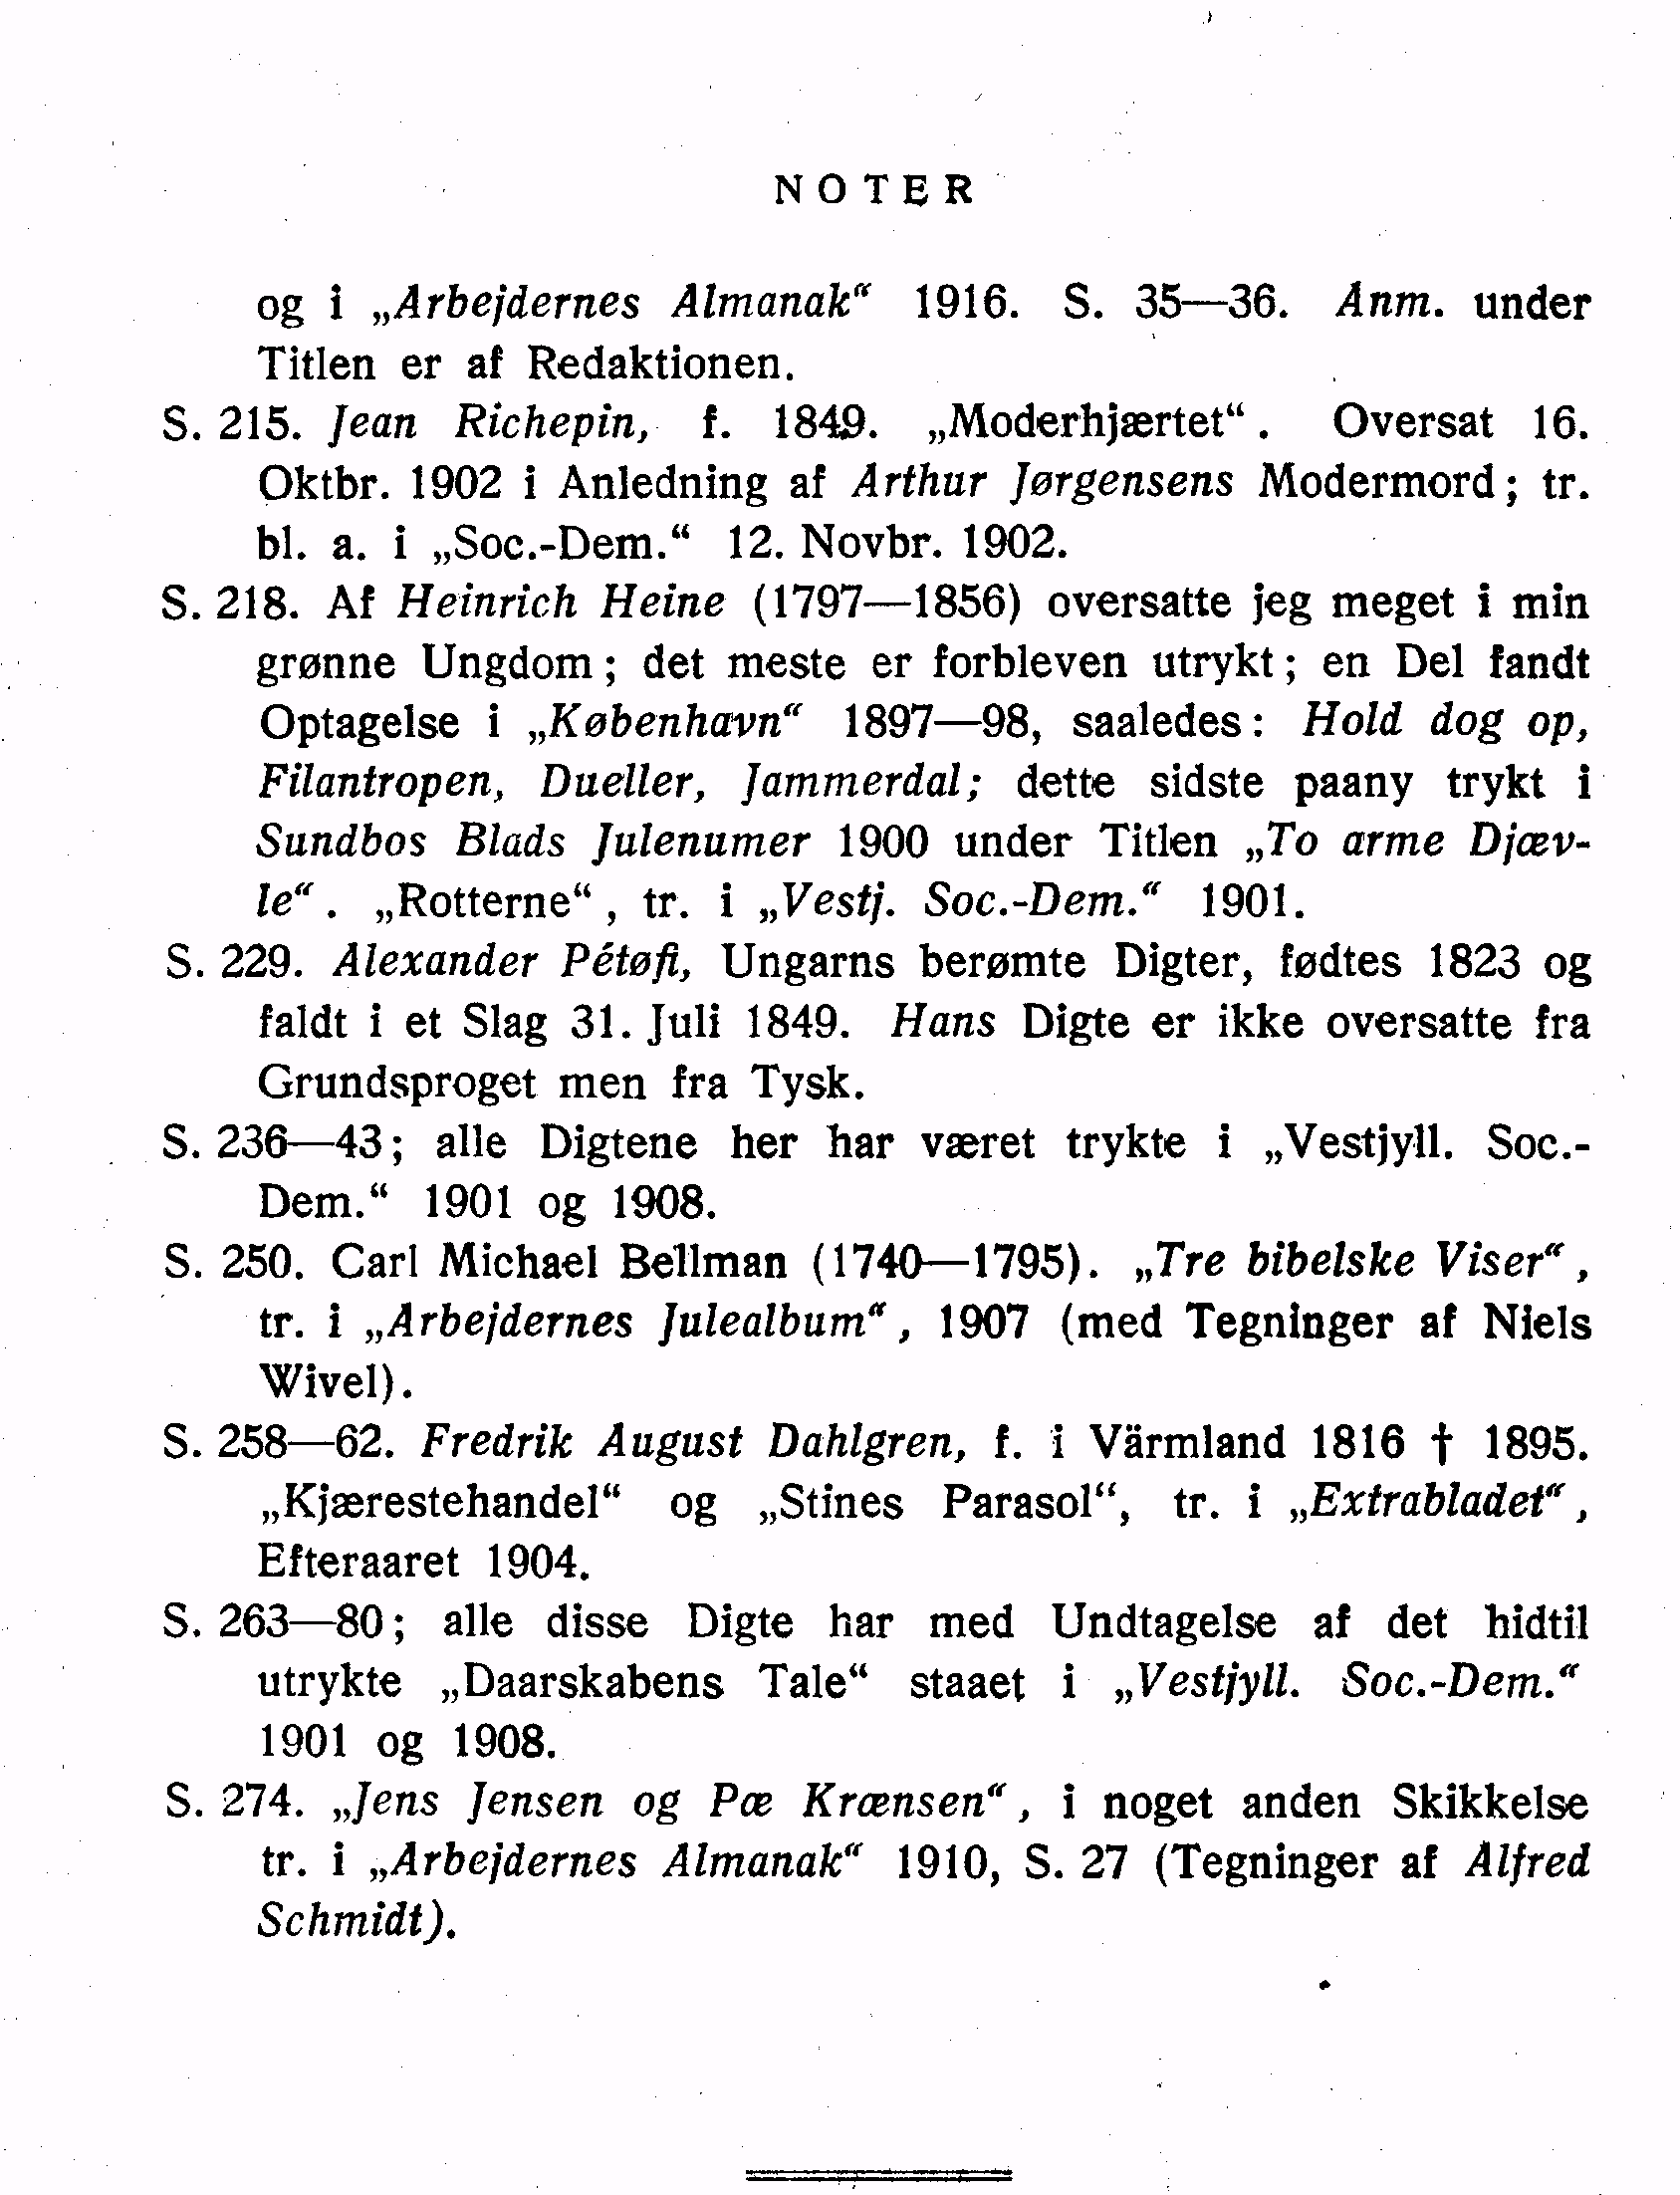 NOTER
og i „Arbejdernes Almanak“ 1916. S. 35—36. Anm. under
Titlen er af Redaktionen.
S. 215. Jean Richepin, f. 1849. „Moderhjærtet“. Oversat 16.
Oktbr. 1902 i Anledning af Arthur Jørgensens Modermord; tr.
bl. a. i „Soc.-Dem.“ 12. Novbr. 1902.
S. 218. Af Heinrich Heine (1797—1856) oversatte jeg meget i min
grønne Ungdom; det meste er forbleven utrykt; en Del fandt
Optagelse i „København“ 1897—98, saaledes: Hold dog op,
Filantropen, Dueller, Jammerdal; dette sidste paany trykt i
Sundbos Blads Julenumer 1900 under Titlen „To arme Djæv-
le“. „Rotterne“, tr. i „Vestj. Soc.-Dem.“ 1901.
S. 229. Alexander Pétøfi, Ungarns berømte Digter, fødtes 1823 og
faldt i et Slag 31. Juli 1849. Hans Digte er ikke oversatte fra
Grundsproget men fra Tysk.
S. 236—43; alle Digtene her har været trykte i „Vestjyll. Soc.-
Dem.“ 1901 og 1908.
S. 250. Carl Michael Bellman (1740—1795). „Tre bibelske Viser“,
tr. i „Arbejdernes Julealbum“, 1907 (med Tegninger af Niels
Wivel).
S. 258—62. Fredrik August Dahlgren, f. i Värmland 1816 † 1895.
„Kjærestehandel“ og „Stines Parasol“, tr. i „Extrabladet“,
Efteraaret 1904.
S. 263—80; alle disse Digte har med Undtagelse af det hidtil
utrykte „Daarskabens Tale“ staaet i „Vestjyll. Soc.-Dem.“
1901 og 1908.
S. 274. „Jens Jensen og Pæ Krænsen“, i noget anden Skikkelse
tr. i „Arbejdernes Almanak“ 1910, S. 27 (Tegninger af Alfred
Schmidt).